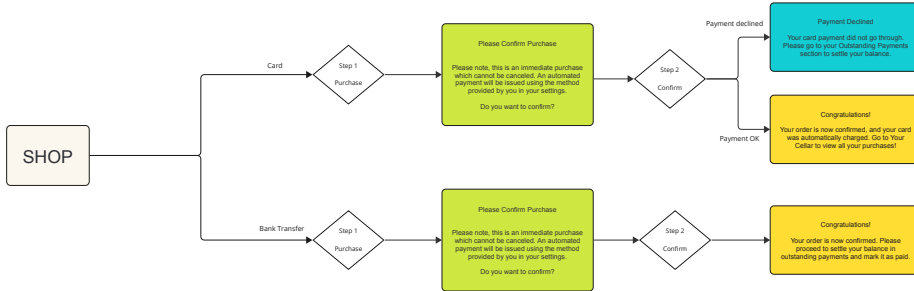 SHOP
Card
Step 1
Purchase
Please Confirm Purchase
Please note, this is an immediate purchase
which cannot be canceled. An automated
payment will be issued using the method
provided by you in your settings.
Do you want to confirm?
Step 2
Confirm
Payment declined
Payment Declined
Your card payment did not go through.
Please go to your Outstanding Payments
section to settle your balance.
Payment OK
Congratulations!
Your order is now confirmed, and your card
was automatically charged. Go to Your
Cellar to view all your purchases!
Bank Transfer
Step 1
Purchase
Please Confirm Purchase
Please note, this is an immediate purchase
which cannot be canceled. An automated
payment will be issued using the method
provided by you in your settings.
Do you want to confirm?
Step 2
Confirm
Congratulations!
Your order is now confirmed. Please
proceed to settle your balance in
outstanding payments and mark it as paid.